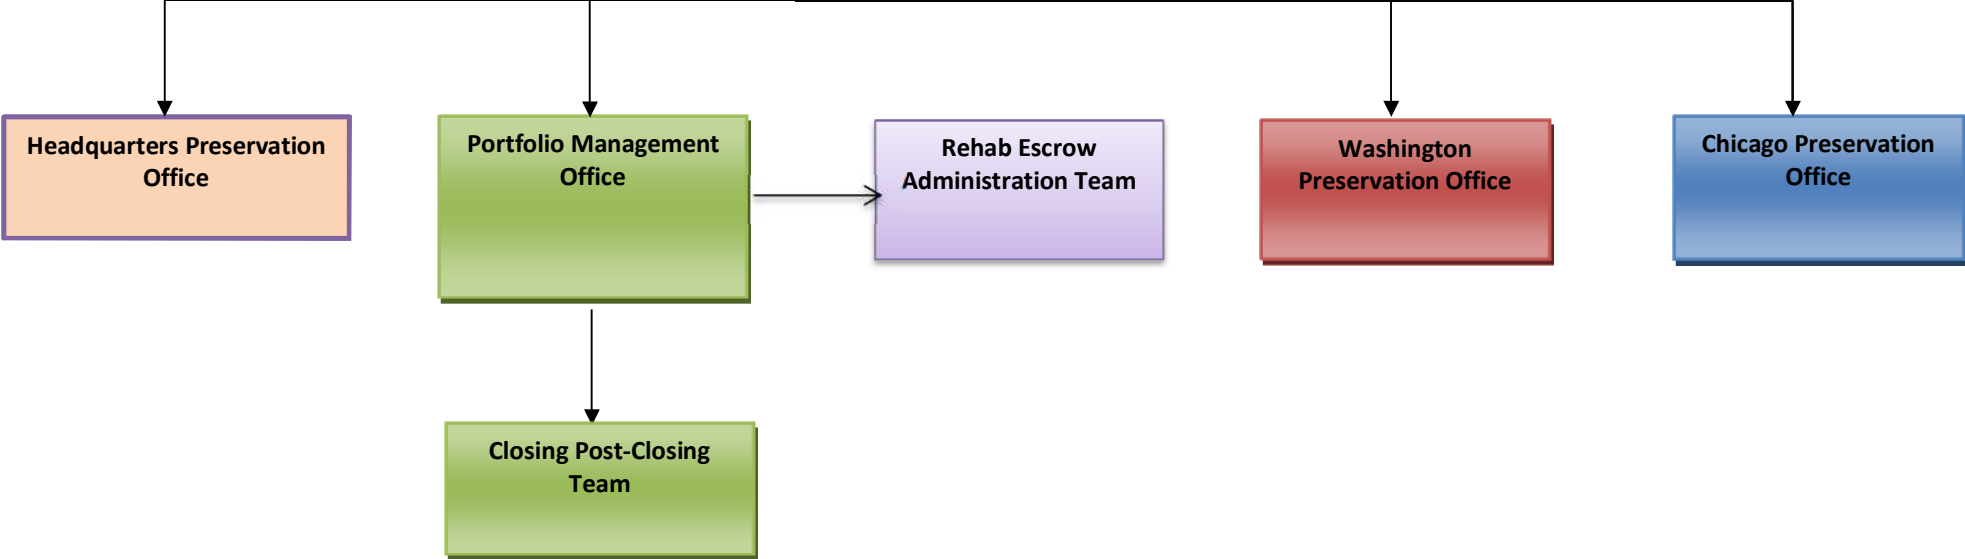 Headquarters Preservation
Office
Portfolio Management
Office
Rehab Escrow
Administration Team
Washington
Preservation Office
Chicago Preservation
Office
Closing Post-Closing
Team